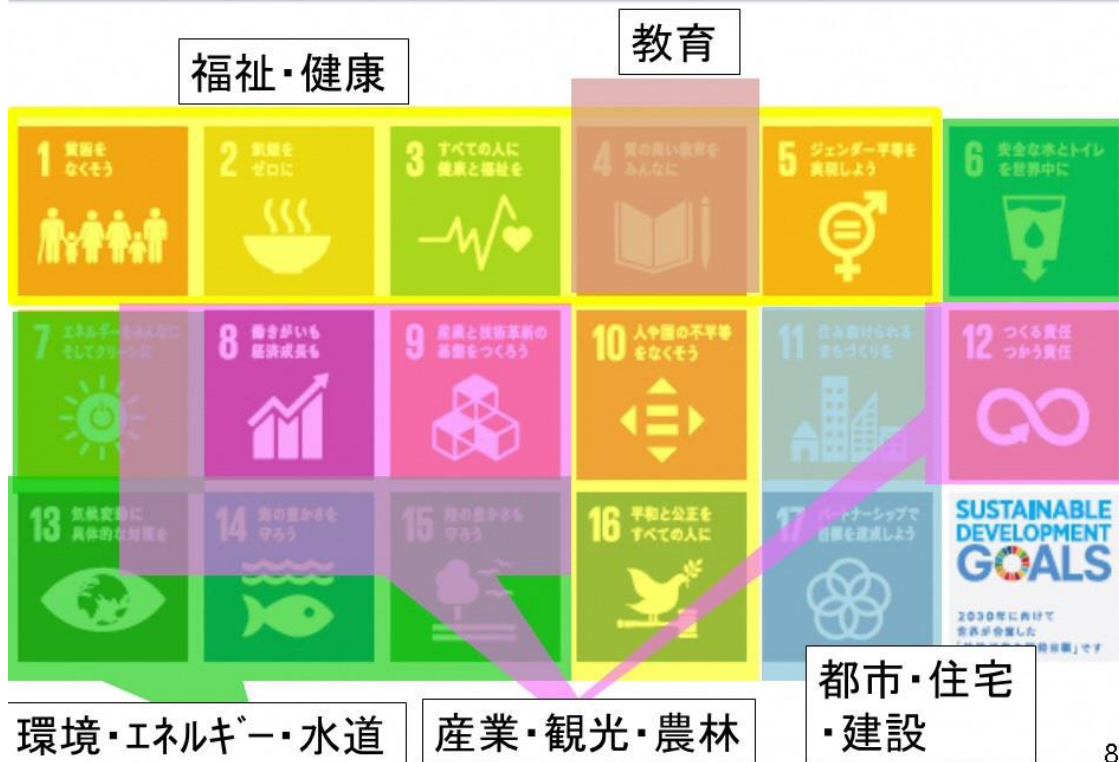 福祉・健康
教育
1 貧困を
なくそう
2 飢餓を
ゼロに
3 すべての人に
健康と福祉を
4 質の高い教育を
みんなに
5 ジェンダー平等を
実現しよう
6 安全な水とトイレ
を世界中に
7 エネルギーをみんなに
そしてクリーンに
8 働きがいも
経済成長も
9 産業と技術革新の
基盤をつくろう
10 人や国の不平等
をなくそう
11 住み続けられる
まちづくりを
12 つくる責任
つかう責任
13 気候変動に
具体的な対策を
14 海の豊かさを
守ろう
15 陸の豊かさも
守ろう
16 平和と公正を
すべての人に
17 パートナーシップで
目標を達成しよう
SUSTAINABLE
DEVELOPMENT
GOALS
2030年に向けて
世界が合意した
発目標」です
環境・エネルギー・水道
産業・観光・農林
都市・住宅
・建設
8